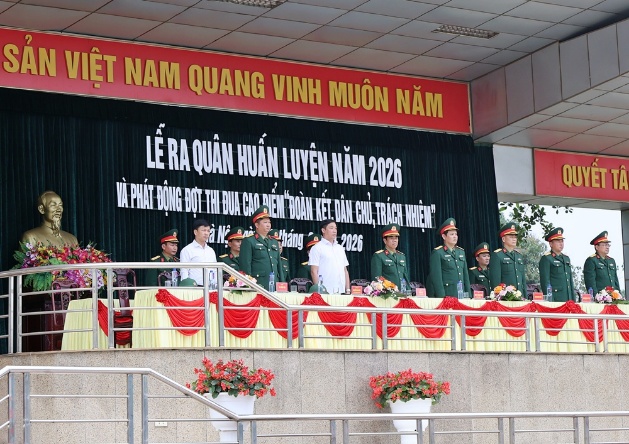 SẢN VIỆT NAM QUANG VINH MUÔN NĂM
QUYẾT TÂ
LỄ RA QUÂN HUẤN LUYỆN NĂM 2026
VÀ PHÁT ĐỘNG ĐỢT THI ĐUA CAO ĐIỂM "ĐOÀN KẾT DÂN CHỦ, TRÁCH NHIỆM"